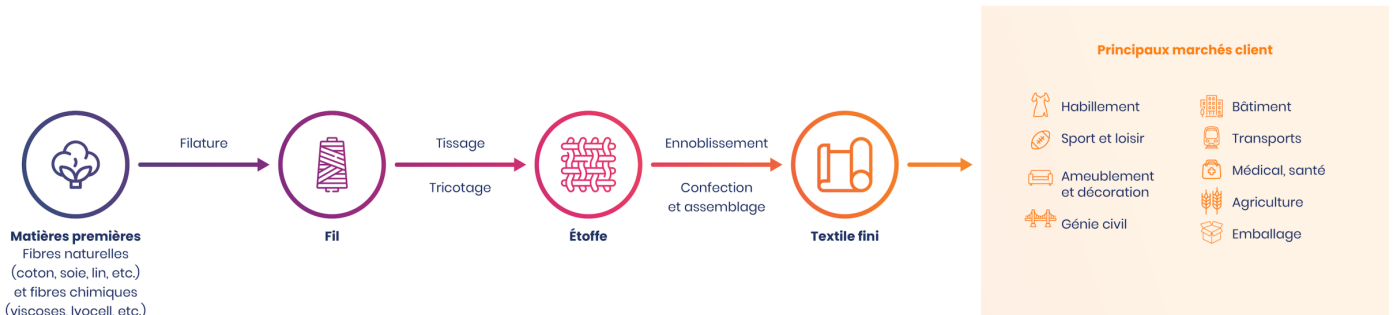 Principaux marchés client
Habillement
Bâtiment
Sport et loisir
Transports
Ameublement
et décoration
Médical, santé
Agriculture
Génie civil
Emballage
Filature
Tissage
Tricotage
Ennoblissement
Confection
et assemblage
Matières premières
Fibres naturelles
(coton, soie, lin, etc.)
et fibres chimiques
(viscoses, lyocell, etc.)
Fil
Étoffe
Textile fini